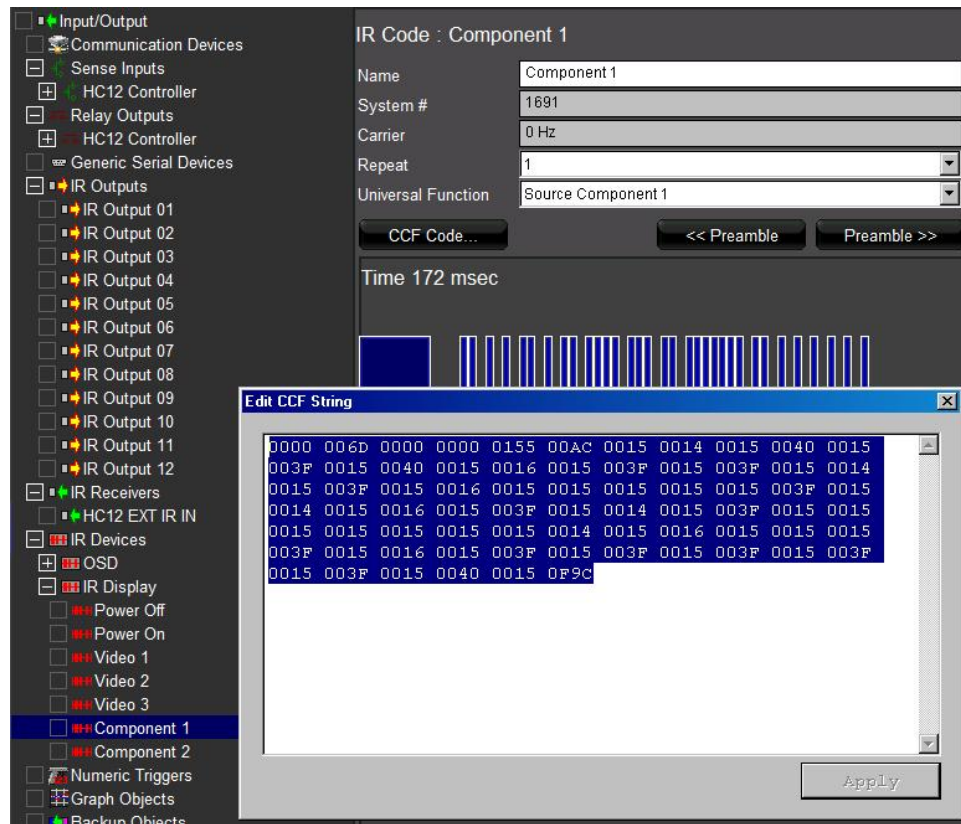 Input/Output
Communication Devices
Sense Inputs
HC12 Controller
Relay Outputs
HC12 Controller
Generic Serial Devices
IR Outputs
IR Output 01
IR Output 02
IR Output 03
IR Output 04
IR Output 05
IR Output 06
IR Output 07
IR Output 08
IR Output 09
IR Output 10
IR Output 11
IR Output 12
IR Receivers
HC12 EXT IR IN
IR Devices
OSD
IR Display
Power Off
Power On
Video 1
Video 2
Video 3
Component 1
Component 2
Numeric Triggers
Graph Objects
Backup Objects
IR Code : Component 1
Name Component 1
System # 1691
Carrier 0 Hz
Repeat 1
Universal Function Source Component 1
CCF Code... << Preamble Preamble >>
Time 172 msec
Edit CCF String
0000 006D 0000 0000 0155 00AC 0015 0014 0015 0040 0015
003F 0015 0040 0015 0016 0015 003F 0015 003F 0015 0014
0015 003F 0015 0016 0015 0015 0015 0015 003F 0015
0014 0015 0016 0015 003F 0015 0014 0015 003F 0015
0015 0015 0015 0015 0015 0014 0015 0016 0015 0015 0015
003F 0015 0016 0015 003F 0015 003F 0015 003F 0015 003F
0015 003F 0015 0040 0015 0F9C
Apply